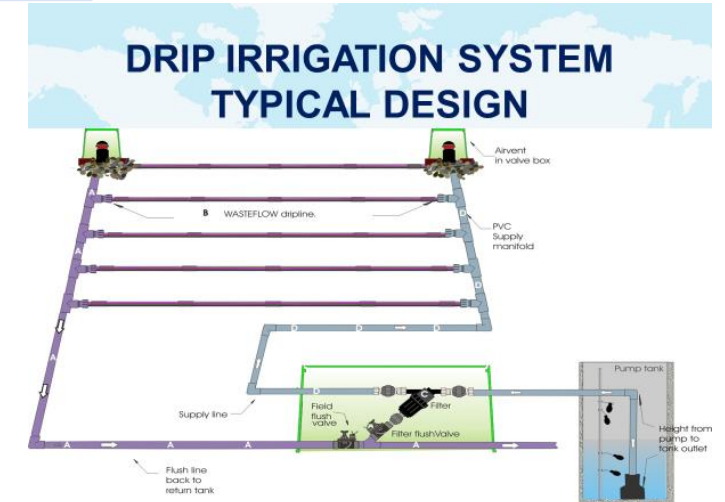 DRIP IRRIGATION SYSTEM
TYPICAL DESIGN
Airvent
in valve box
A
B WASTEFLOW dripline.
D
PVC
Supply
manifold
A
D
A
D D D
Pump tank
D
C
Filter
Supply line
Field
flush
valve
Filter flushValve
Height from
pump to
tank outlet
A A A A
Flush line
back to
return tank